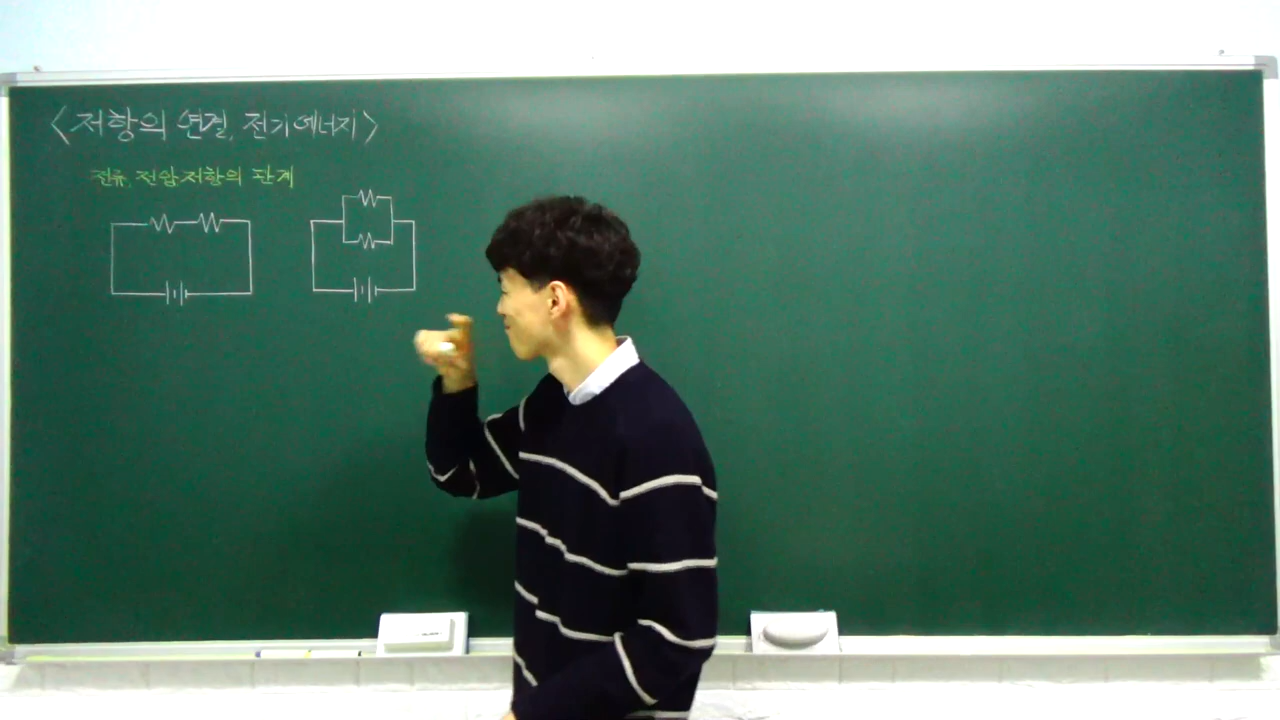 <저항의 연결, 전기에너지>
전류, 전압, 저항의 관계